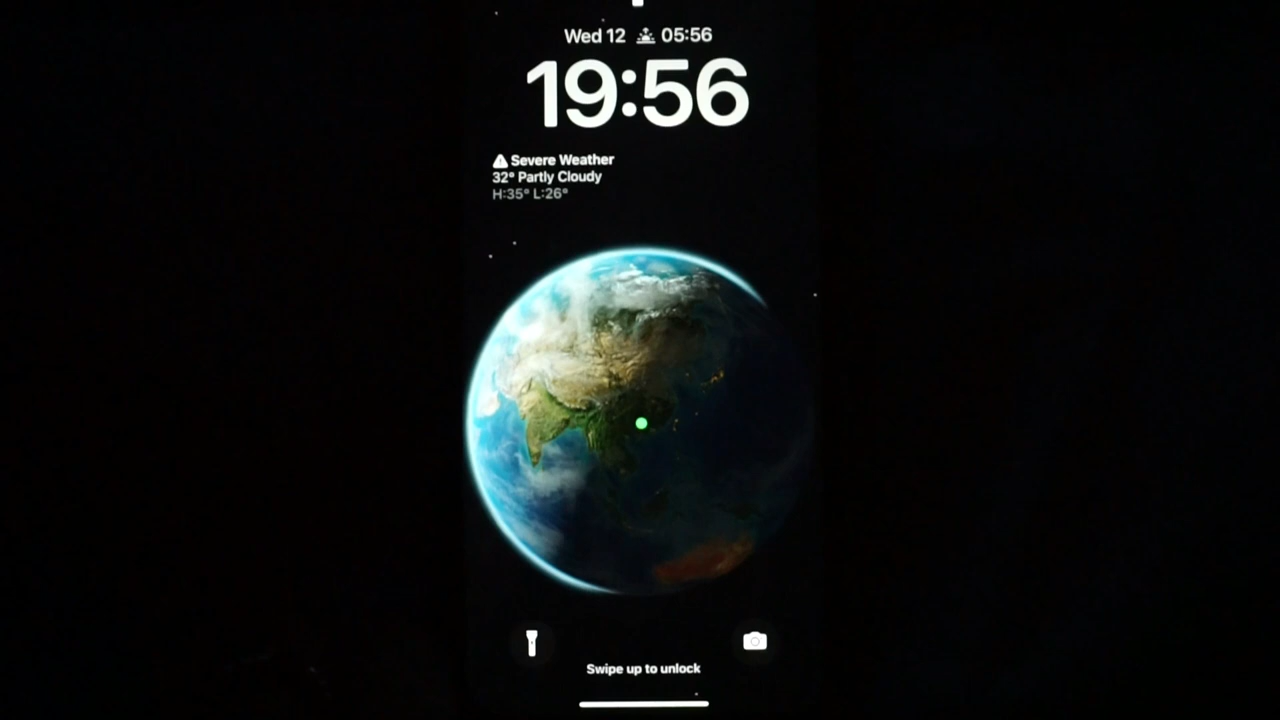 Wed 12 05:56
19:56
Severe Weather
32° Partly Cloudy
H:35° L:26°
Swipe up to unlock